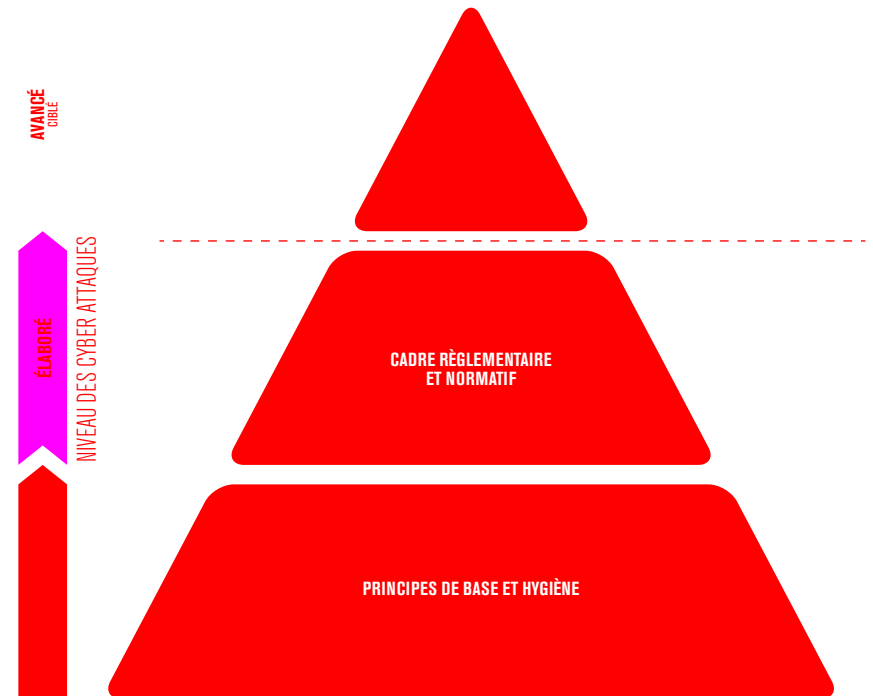 AVANCÉ
CIBLÉ
ÉLABORÉ
NIVEAU DES CYBER ATTAQUES
CADRE RÈGLEMENTAIRE
ET NORMATIF
PRINCIPES DE BASE ET HYGIÈNE